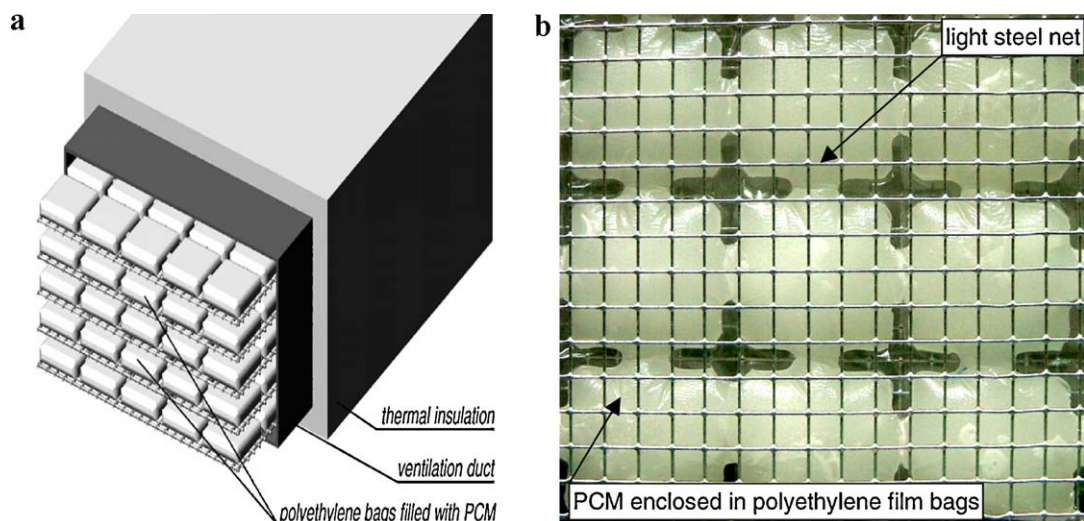 a
thermal insulation
ventilation duct
polyethylene bags filled with PCM
b
light steel net
PCM enclosed in polyethylene film bags